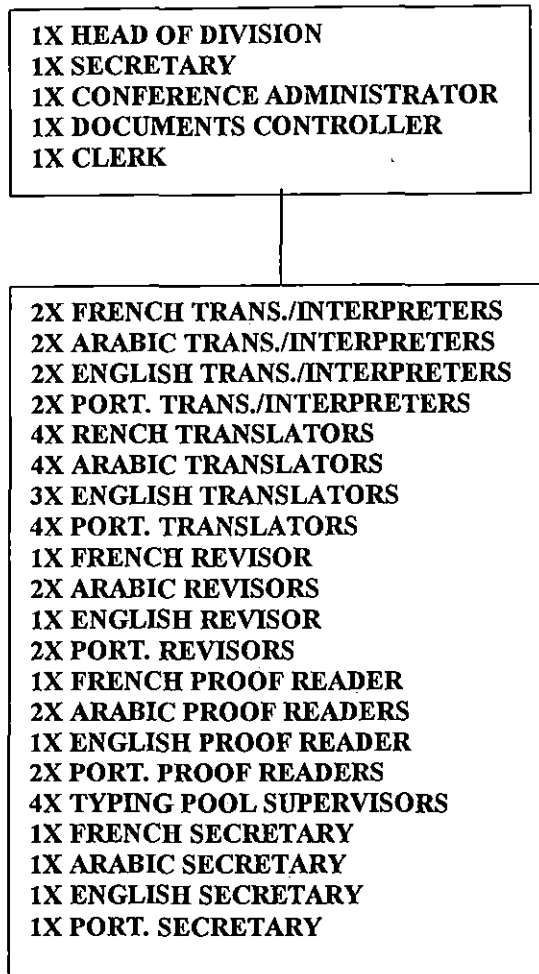 1X HEAD OF DIVISION
1X SECRETARY
1X CONFERENCE ADMINISTRATOR
1X DOCUMENTS CONTROLLER
1X CLERK
2X FRENCH TRANS./INTERPRETERS
2X ARABIC TRANS./INTERPRETERS
2X ENGLISH TRANS./INTERPRETERS
2X PORT. TRANS./INTERPRETERS
4X RENCH TRANSLATORS
4X ARABIC TRANSLATORS
3X ENGLISH TRANSLATORS
4X PORT. TRANSLATORS
1X FRENCH REVISOR
2X ARABIC REVISORS
1X ENGLISH REVISOR
2X PORT. REVISORS
1X FRENCH PROOF READER
2X ARABIC PROOF READERS
1X ENGLISH PROOF READER
2X PORT. PROOF READERS
4X TYPING POOL SUPERVISORS
1X FRENCH SECRETARY
1X ARABIC SECRETARY
1X ENGLISH SECRETARY
1X PORT. SECRETARY